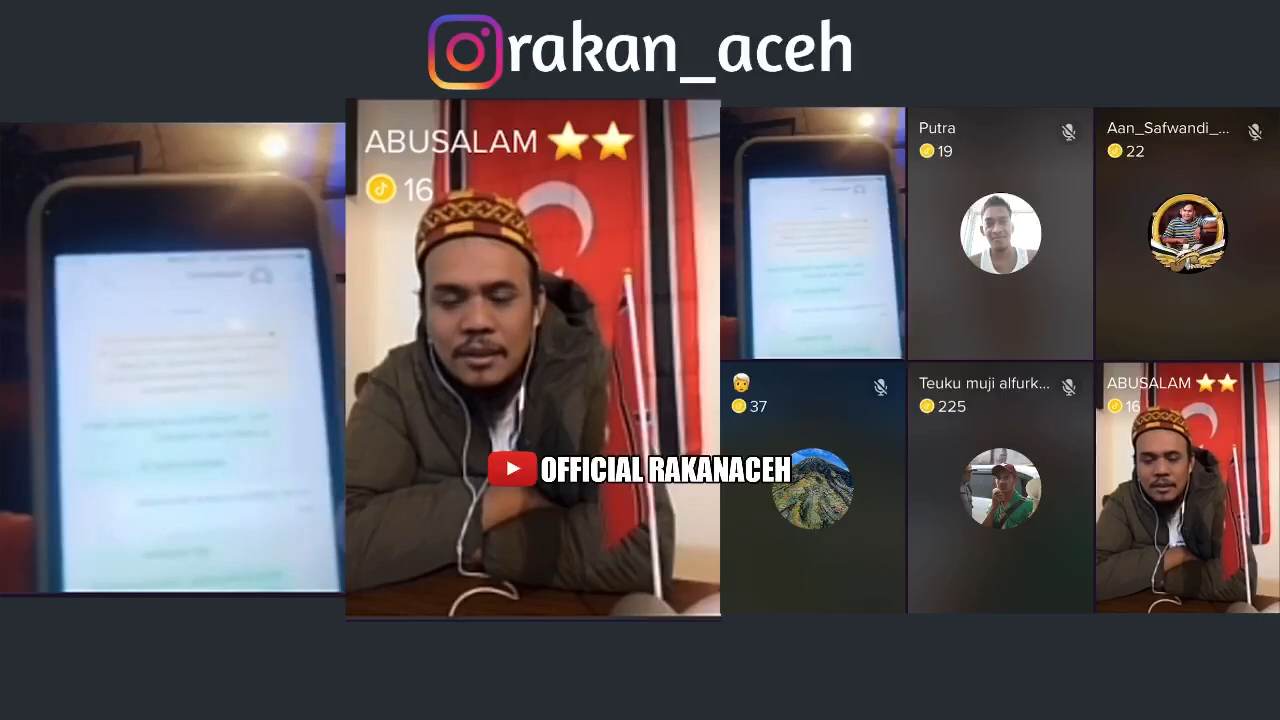 rakan_aceh
ABUSALAM ⭐⭐
16
Putra
19
Aan_Safwandi_...
22
37
Teuku muji alfurk...
225
ABUSALAM ⭐⭐
16
OFFICIAL RAKANACEH